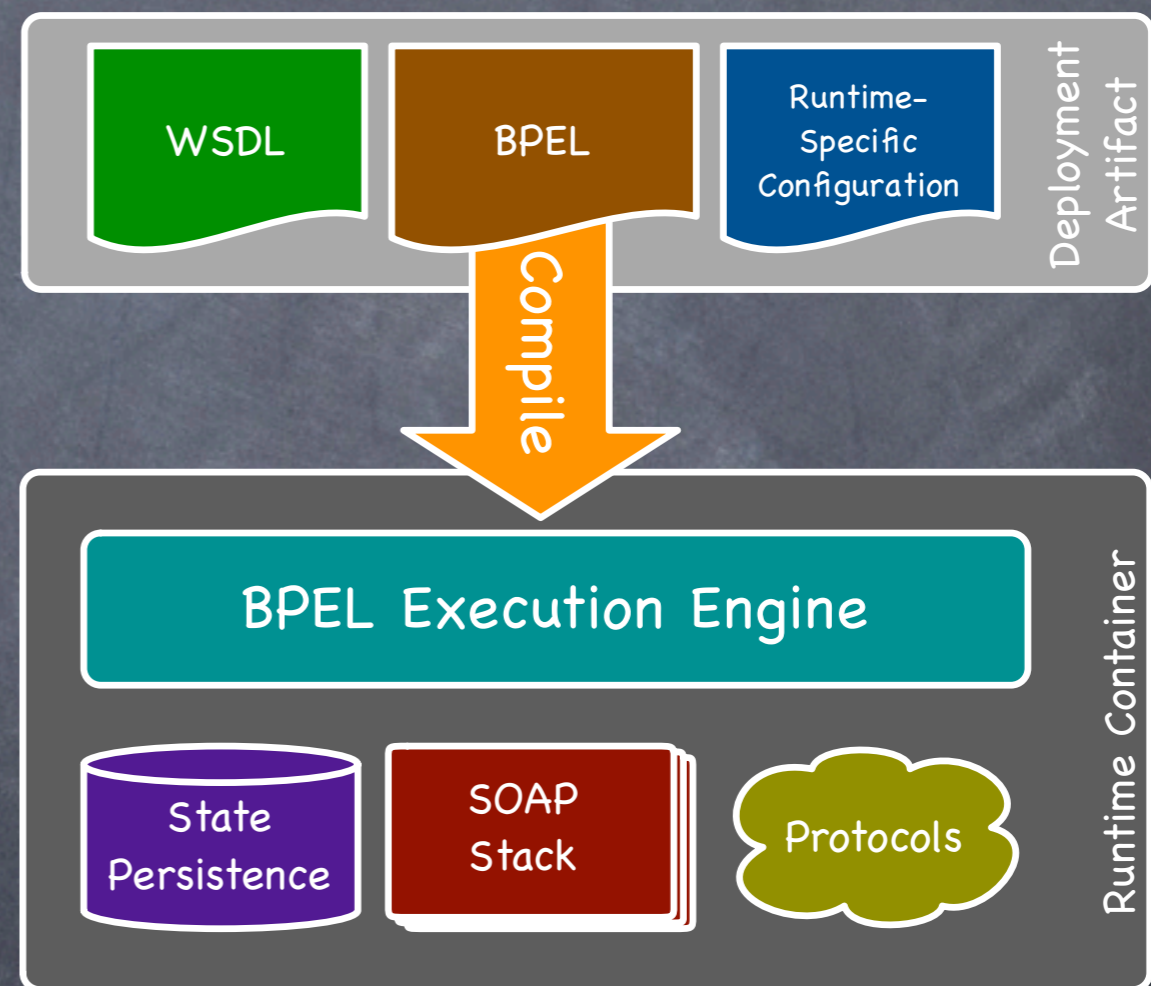 WSDL
BPEL
Runtime-
Specific
Configuration
Deployment
Artifact
Compile
BPEL Execution Engine
State
Persistence
SOAP
Stack
Protocols
Runtime Container